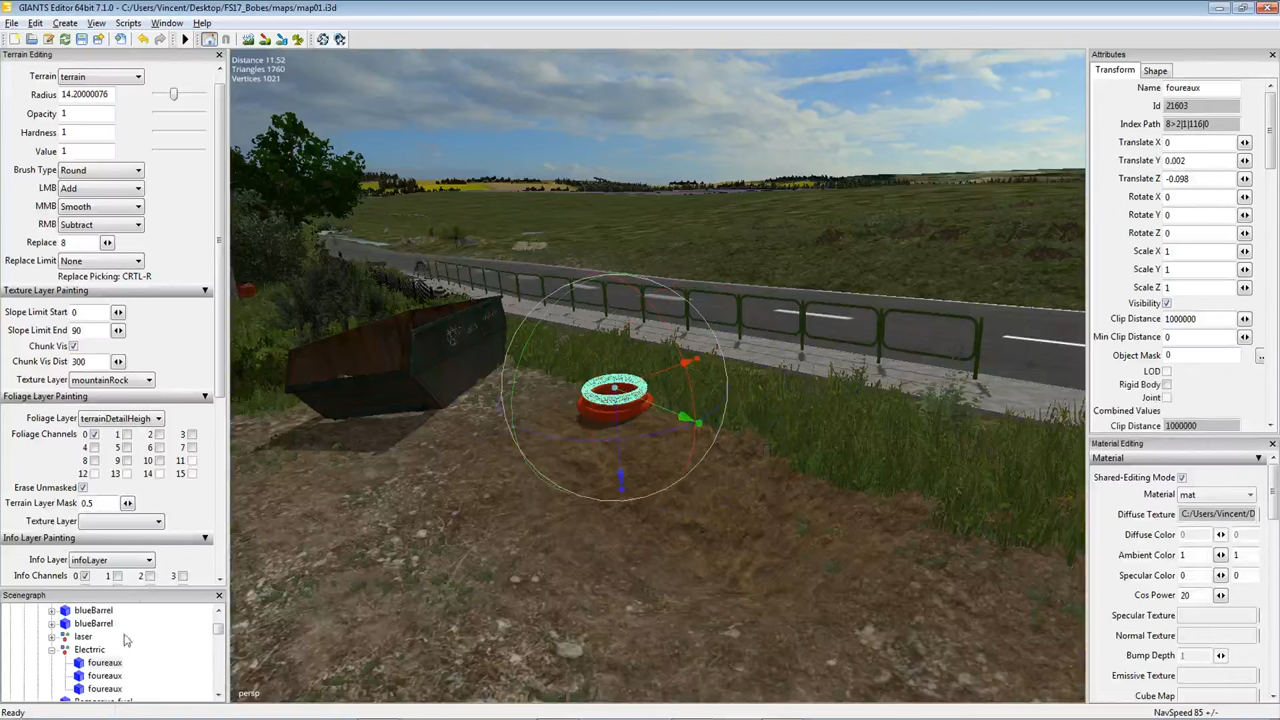 GIANTS Editor 64bit 7.1.0 - C:/Users/Vincent/Desktop/FS17_Bobes/maps/map01.i3d
File Edit Create View Scripts Window Help
Terrain Editing
Terrain terrain
Radius 14.20000076
Opacity 1
Hardness 1
Value 1
Brush Type Round
LMB Add
MMB Smooth
RMB Subtract
Replace 8
Replace Limit None
Replace Picking: CRTL-R
Texture Layer Painting
Slope Limit Start 0
Slope Limit End 90
Chunk Vis
Chunk Vis Dist 300
Texture Layer mountainRock
Foliage Layer Painting
Foliage Layer terrainDetailHeigh
Foliage Channels 0 1 2 3
4 5 6 7
8 9 10 11
12 13 14 15
Erase Unmasked
Terrain Layer Mask 0.5
Texture Layer
Info Layer Painting
Info Layer infoLayer
Info Channels 0 1 2 3
Scenegraph
blueBarrel
blueBarrel
laser
Electrric
foureaux
foureaux
foureaux
Ready
Distance 11.52
Triangles 1760
Vertices 1021
persp
Attributes
Transform Shape
Name foureaux
Id 21603
Index Path 8>2|1|116|0
Translate X 0
Translate Y 0.002
Translate Z -0.098
Rotate X 0
Rotate Y 0
Rotate Z 0
Scale X 1
Scale Y 1
Scale Z 1
Visibility
Clip Distance 1000000
Min Clip Distance 0
Object Mask 0
LOD
Rigid Body
Joint
Combined Values
Clip Distance 1000000
Material Editing
Material
Shared-Editing Mode
Material mat
Diffuse Texture C:/Users/Vincent/D
Diffuse Color 0 0
Ambient Color 1 1
Specular Color 0 0
Cos Power 20
Specular Texture
Normal Texture
Bump Depth 1
Emissive Texture
Cube Map
NavSpeed 85 +/-